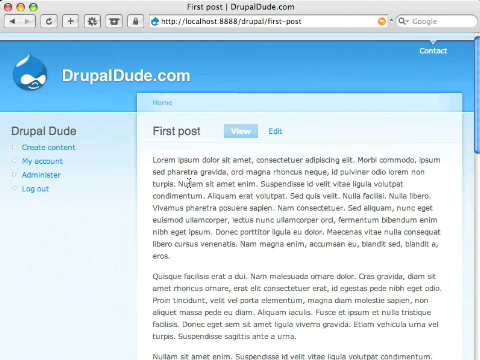 First post | DrupalDude.com
http://localhost:8888/drupal/first-post
Google
Contact
DrupalDude.com
Home
Drupal Dude
Create content
My account
Administer
Log out
First post
View
Edit
Lorem ipsum dolor sit amet, consectetuer adipiscing elit. Morbi commodo, ipsum
sed pharetra gravida, orci magna rhoncus neque, id pulvinar odio lorem non
turpis. Nullam sit amet enim. Suspendisse id velit vitae ligula volutpat
condimentum. Aliquam erat volutpat. Sed quis velit. Nulla facilisi. Nulla libero.
Vivamus pharetra posuere sapien. Nam consectetuer. Sed aliquam, nunc eget
euismod ullamcorper, lectus nunc ullamcorper orci, fermentum bibendum enim
nibh eget ipsum. Donec porttitor ligula eu dolor. Maecenas vitae nulla consequat
libero cursus venenatis. Nam magna enim, accumsan eu, blandit sed, blandit a,
eros.
Quisque facilisis erat a dui. Nam malesuada ornare dolor. Cras gravida, diam sit
amet rhoncus ornare, erat elit consectetuer erat, id egestas pede nibh eget odio.
Proin tincidunt, velit vel porta elementum, magna diam molestie sapien, non
aliquet massa pede eu diam. Aliquam iaculis. Fusce et ipsum et nulla tristique
facilisis. Donec eget sem sit amet ligula viverra gravida. Etiam vehicula urna vel
turpis. Suspendisse sagittis ante a urna.
Nullam sit amet enim. Suspendisse id velit vitae ligula volutpat